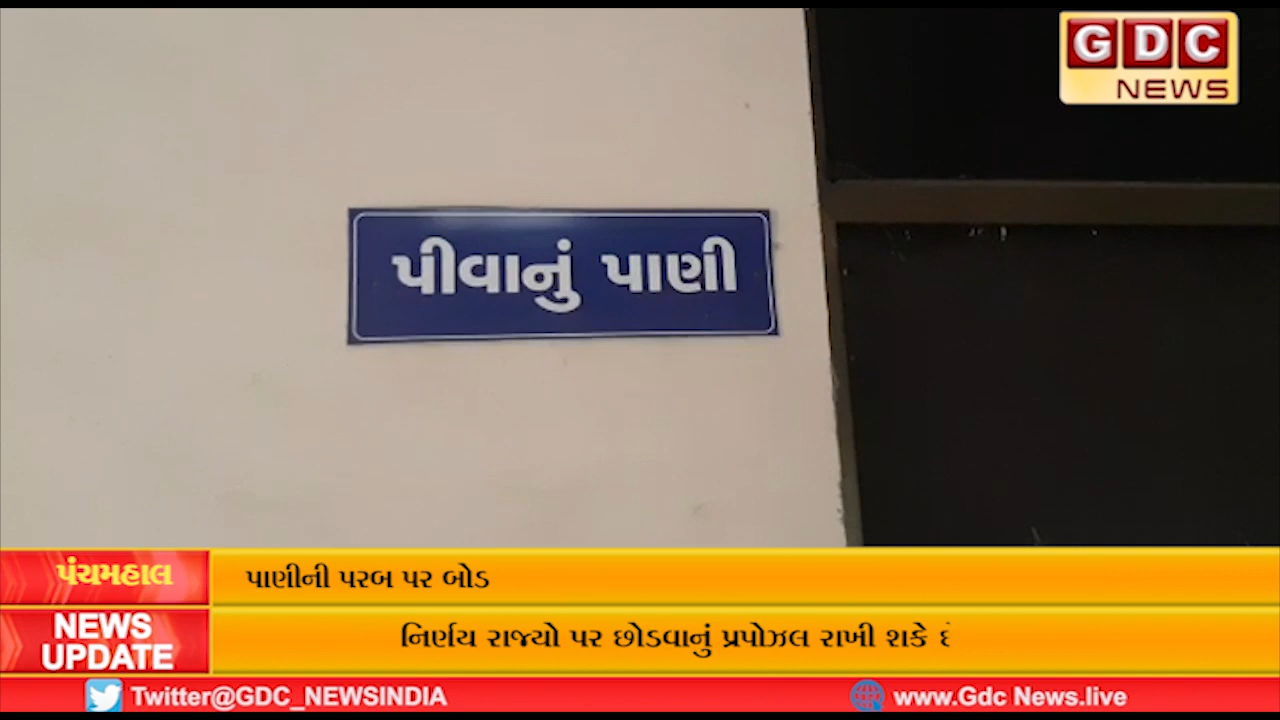 GDC
NEWS
પીવાનું પાણી
પંચમહાલ
પાણીની પરબ પર બોડ
NEWS
UPDATE
નિર્ણય રાજ્યો પર છોડવાનું પ્રપોઝલ રાખી શકે
Twitter@GDC_NEWSINDIA
www.Gdc News.live